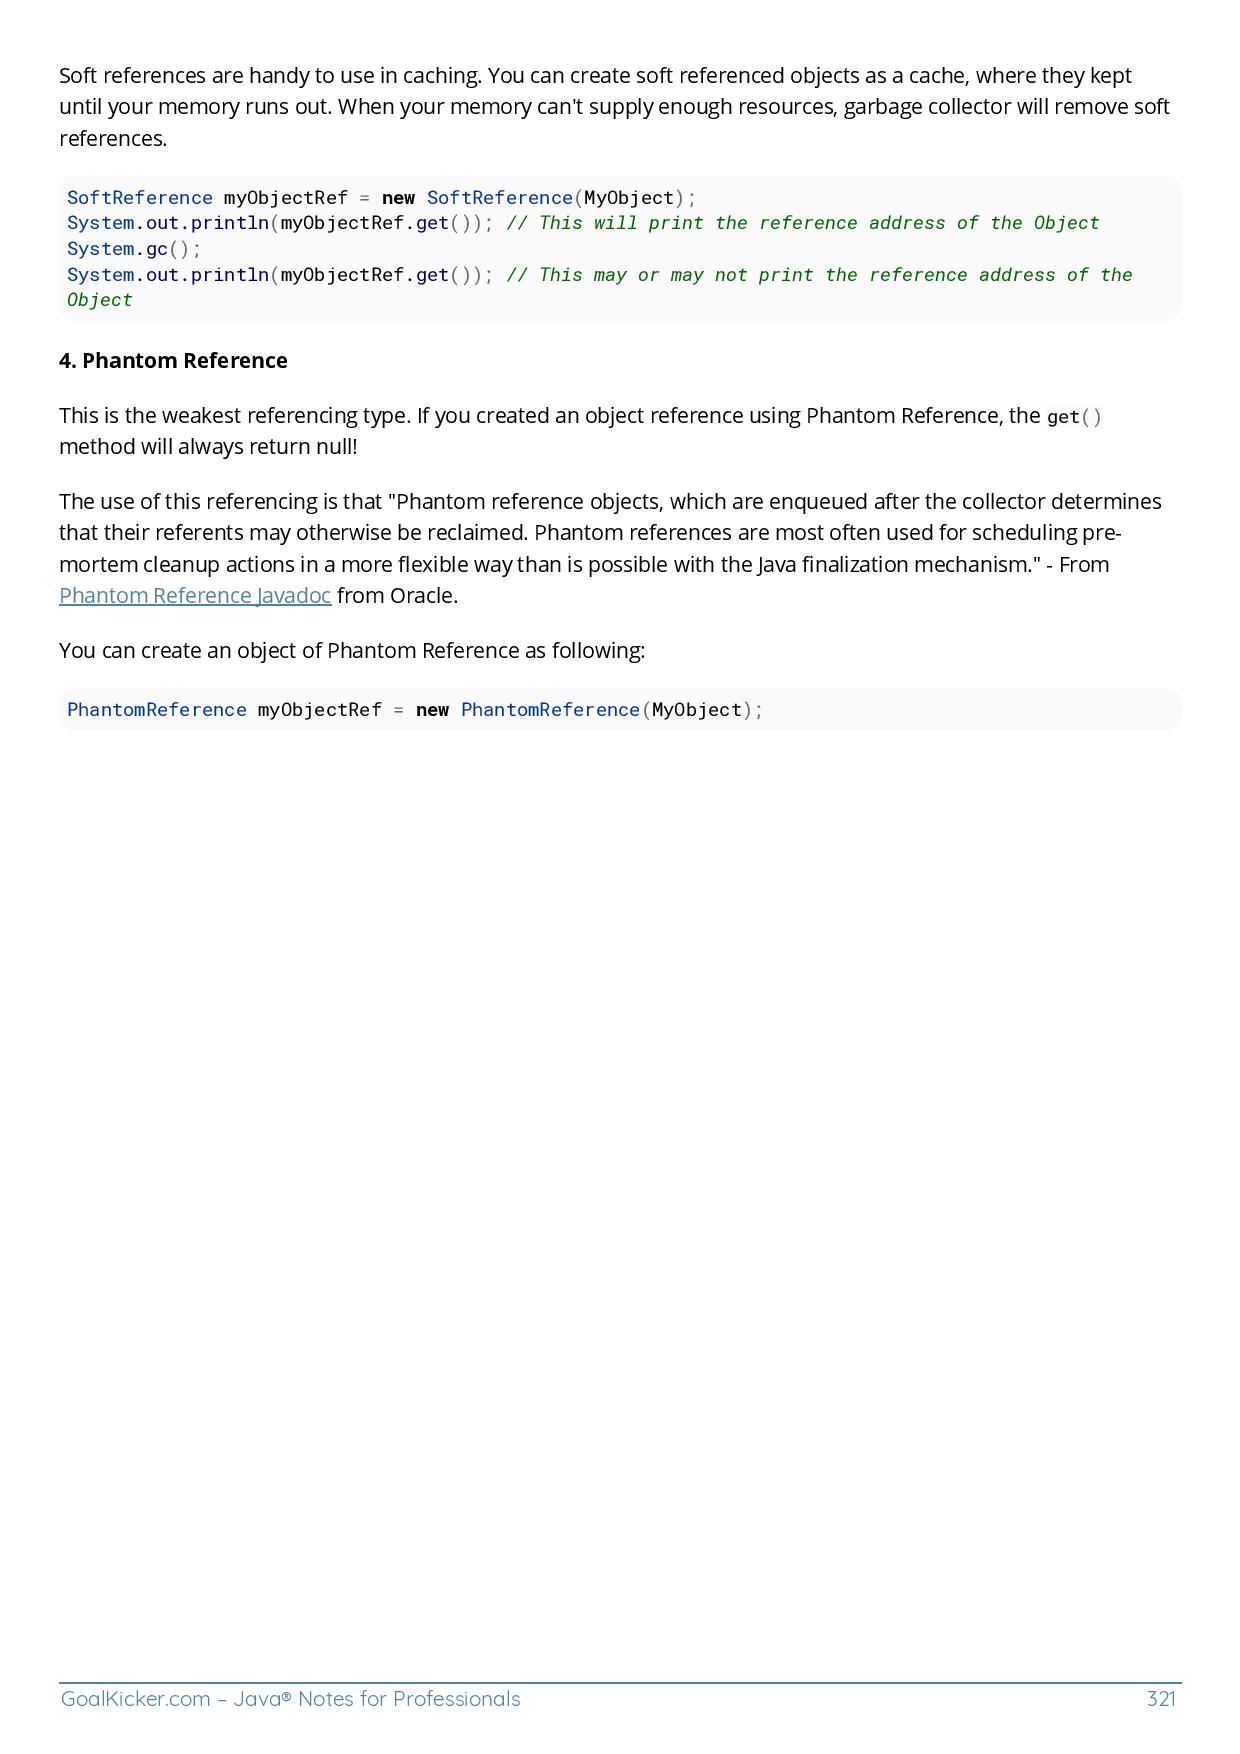 Soft references are handy to use in caching. You can create soft referenced objects as a cache, where they kept
until your memory runs out. When your memory can't supply enough resources, garbage collector will remove soft
references.
SoftReference myObjectRef = new SoftReference(MyObject);
System.out.println(myObjectRef.get()); // This will print the reference address of the Object
System.gc();
System.out.println(myObjectRef.get()); // This may or may not print the reference address of the
Object
4. Phantom Reference
This is the weakest referencing type. If you created an object reference using Phantom Reference, the get()
method will always return null!
The use of this referencing is that "Phantom reference objects, which are enqueued after the collector determines
that their referents may otherwise be reclaimed. Phantom references are most often used for scheduling pre-
mortem cleanup actions in a more flexible way than is possible with the Java finalization mechanism." - From
Phantom Reference Javadoc from Oracle.
You can create an object of Phantom Reference as following:
PhantomReference myObjectRef = new PhantomReference(MyObject);
GoalKicker.com – Java® Notes for Professionals 321